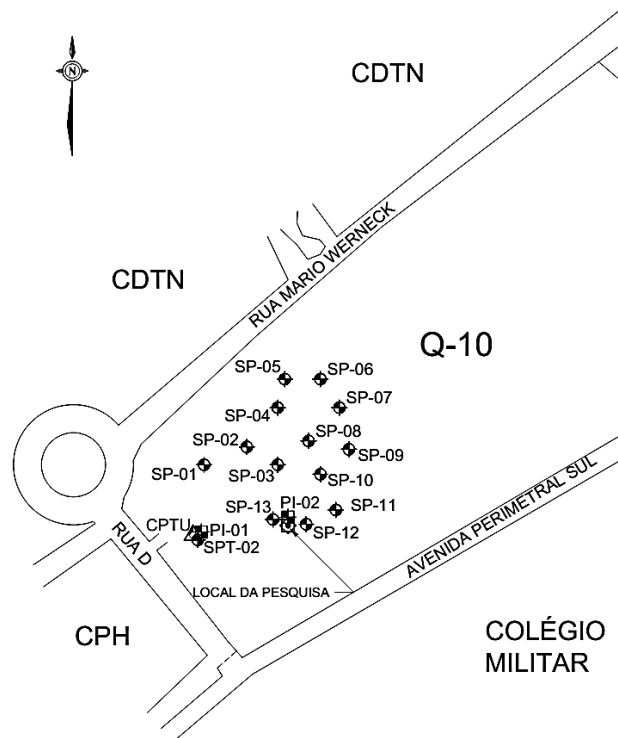 CDTN
N
CDTN
RUA MARIO WERNECK
Q-10
SP-05
SP-06
SP-04
SP-07
SP-02
SP-08
SP-09
SP-01
SP-03
SP-10
SP-13
PI-02
SP-11
SP-12
CPTU
PI-01
SPT-02
RUA D
AVENIDA PERIMETRAL SUL
LOCAL DA PESQUISA
CPH
COLÉGIO
MILITAR